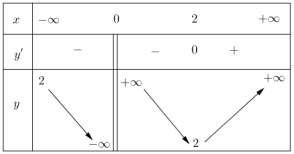 x −∞ 0 2 +∞
y′ − − 0 +
2 +∞ +∞
y
−∞ 2